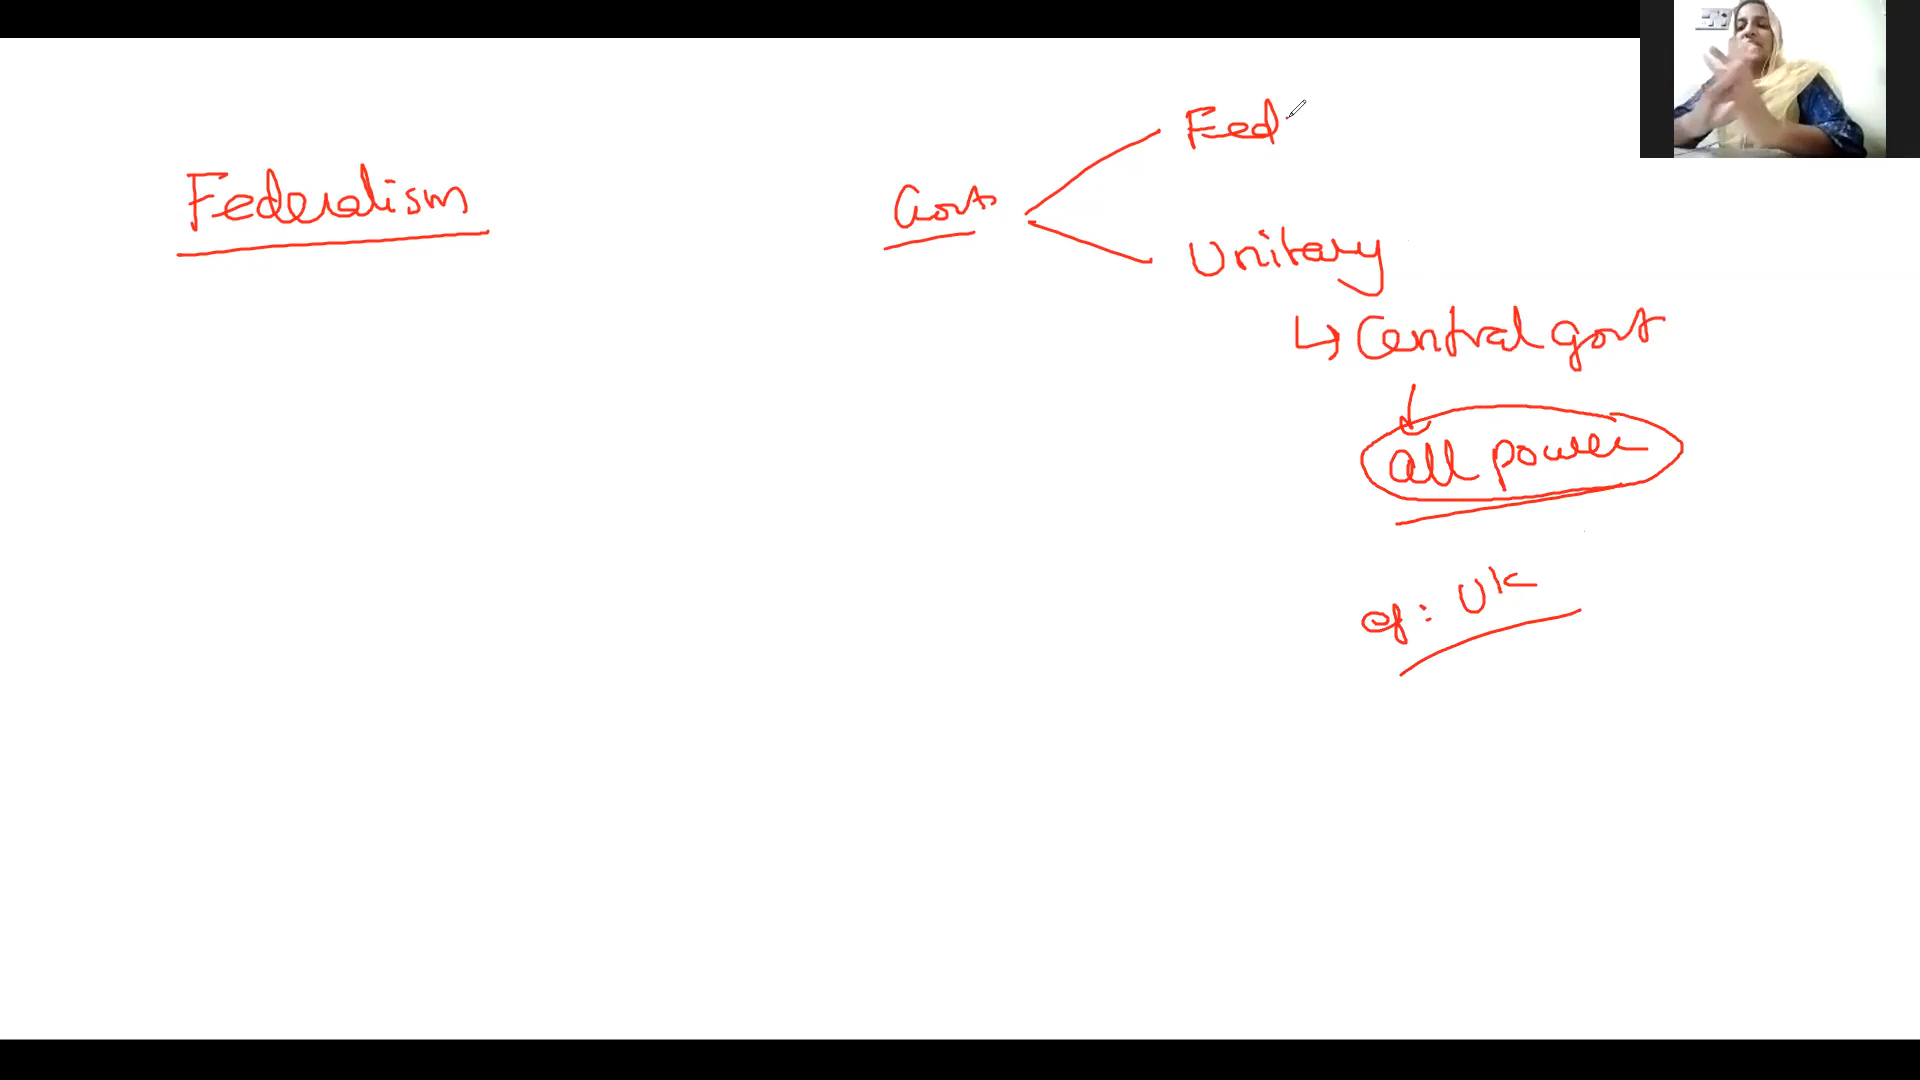 Federalism
Govt
Fed
Unitary
↳ Central govt
↓
all power
eg: UK